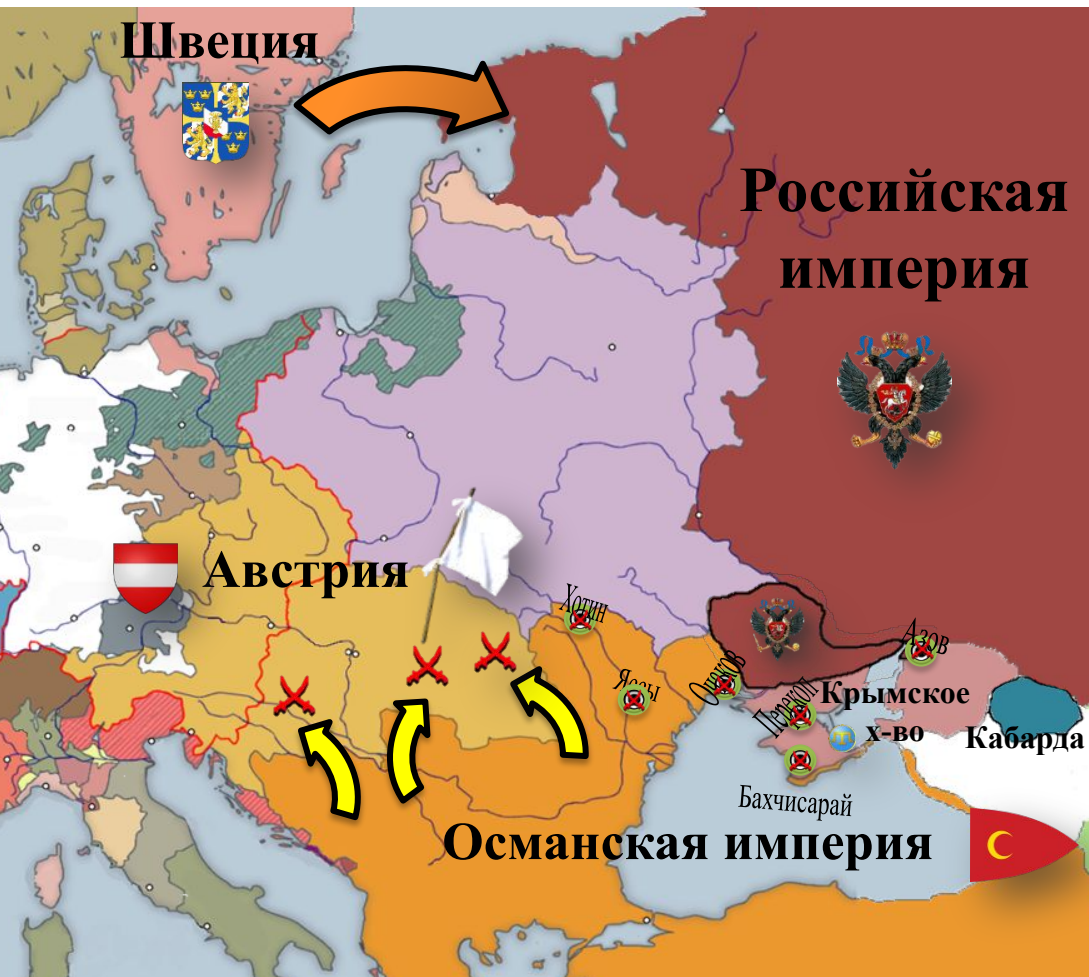 Швеция
Российская
империя
Австрия
Хотин
Азов
Яссы
Очаков
Перекоп
Крымское
х-во
Кабарда
Бахчисарай
Османская империя